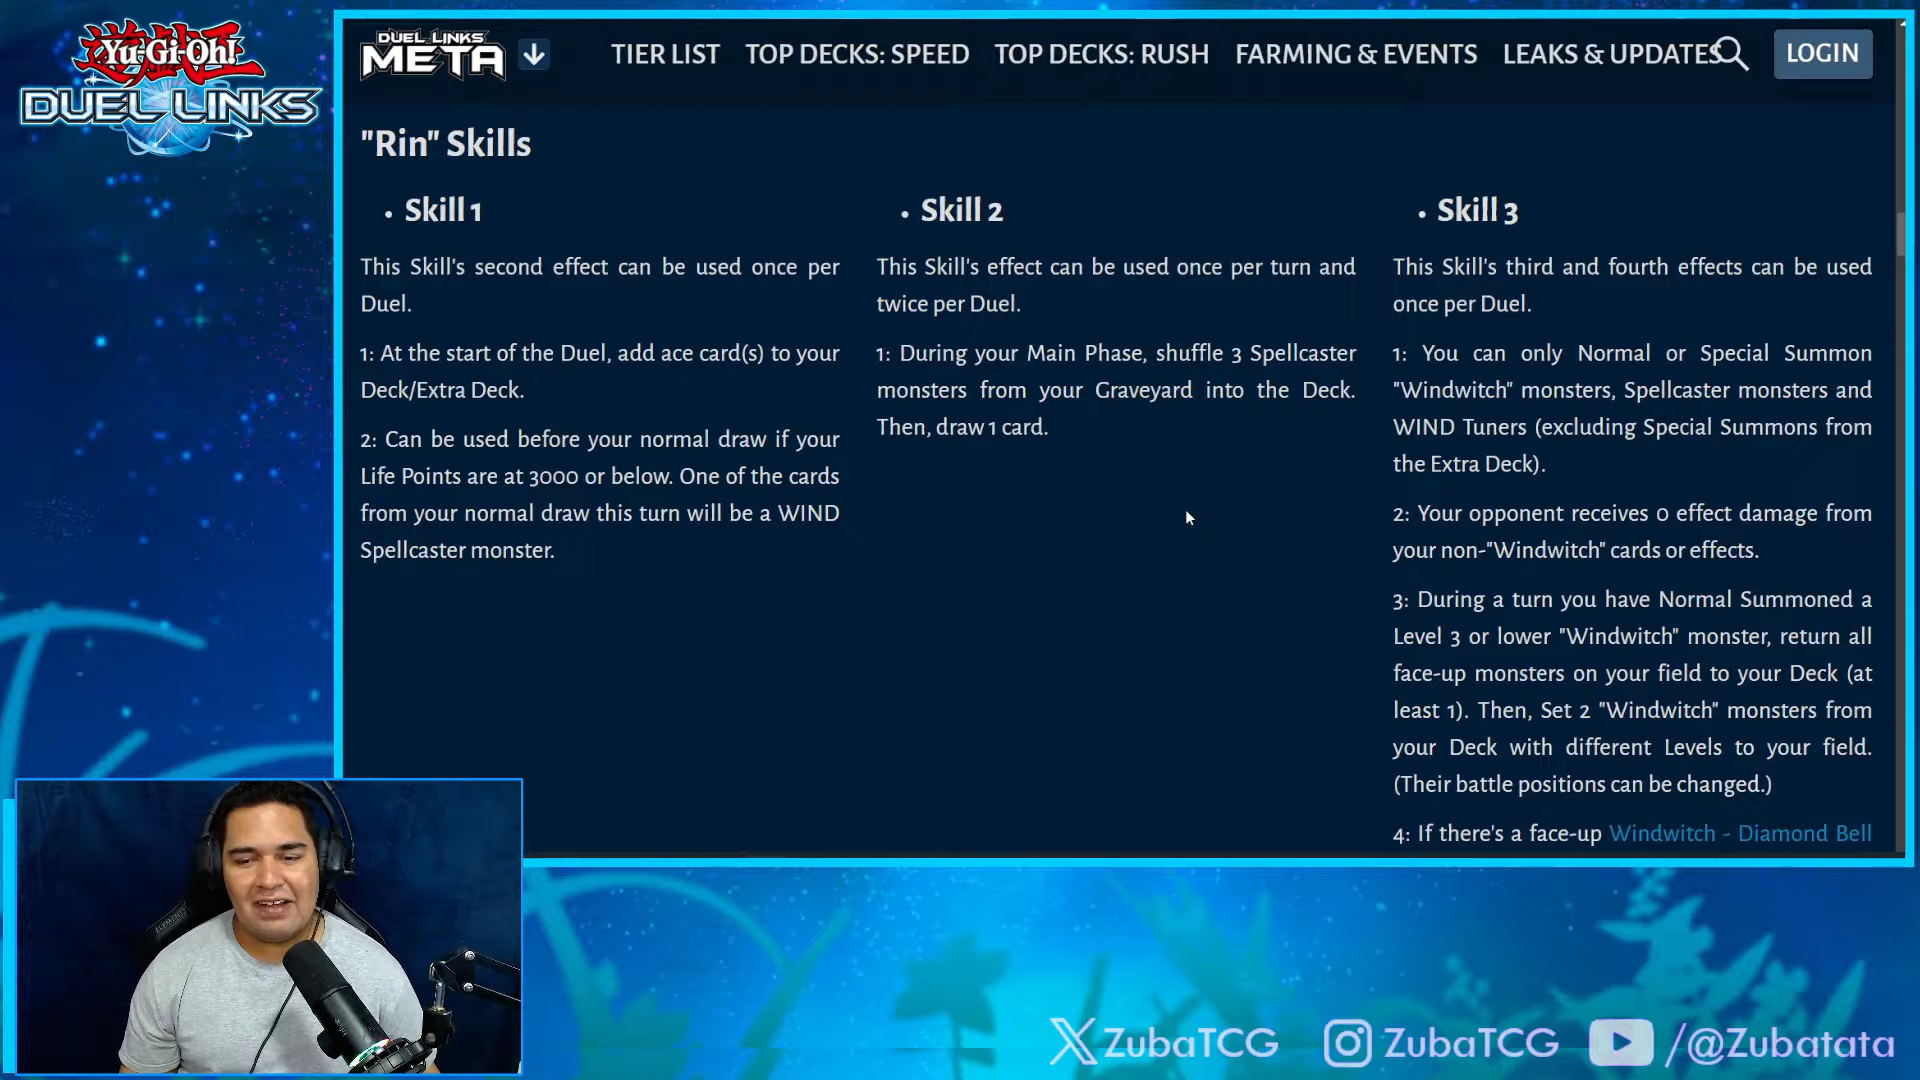 Yu-Gi-Oh!
DUEL LINKS
DUEL LINKS
META
TIER LIST
TOP DECKS: SPEED
TOP DECKS: RUSH
FARMING & EVENTS
LEAKS & UPDATES
LOGIN
"Rin" Skills
• Skill 1
This Skill's second effect can be used once per
Duel.
1: At the start of the Duel, add ace card(s) to your
Deck/Extra Deck.
2: Can be used before your normal draw if your
Life Points are at 3000 or below. One of the cards
from your normal draw this turn will be a WIND
Spellcaster monster.
• Skill 2
This Skill's effect can be used once per turn and
twice per Duel.
1: During your Main Phase, shuffle 3 Spellcaster
monsters from your Graveyard into the Deck.
Then, draw 1 card.
• Skill 3
This Skill's third and fourth effects can be used
once per Duel.
1: You can only Normal or Special Summon
"Windwitch" monsters, Spellcaster monsters and
WIND Tuners (excluding Special Summons from
the Extra Deck).
2: Your opponent receives 0 effect damage from
your non-"Windwitch" cards or effects.
3: During a turn you have Normal Summoned a
Level 3 or lower "Windwitch" monster, return all
face-up monsters on your field to your Deck (at
least 1). Then, Set 2 "Windwitch" monsters from
your Deck with different Levels to your field.
(Their battle positions can be changed.)
4: If there's a face-up Windwitch - Diamond Bell
ZubaTCG
ZubaTCG
/@Zubatata